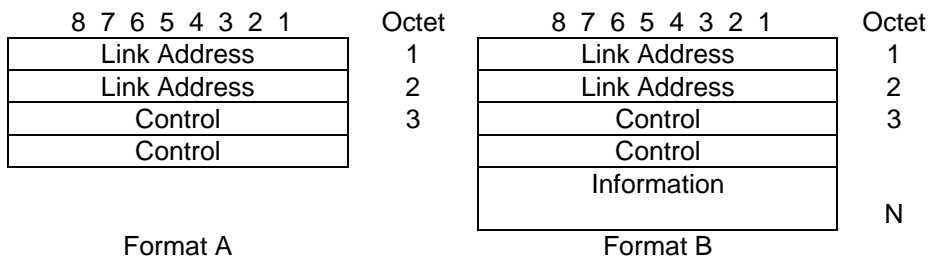 8 7 6 5 4 3 2 1 Octet 8 7 6 5 4 3 2 1 Octet
Link Address 1 Link Address 1
Link Address 2 Link Address 2
Control 3 Control 3
Control Control
Information
N
Format A Format B